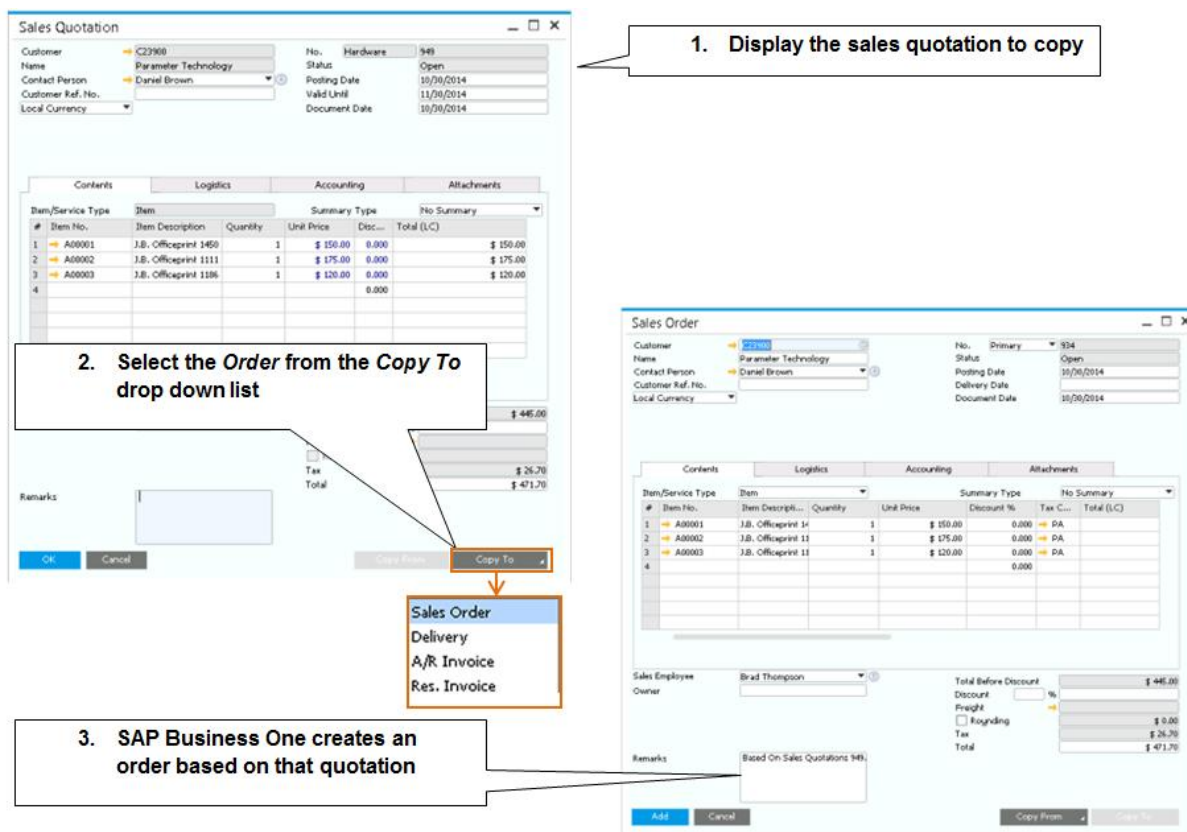 Sales Quotation
Customer C23900 No. Hardware 949
Name Parameter Technology Status Open
Contact Person Daniel Brown Posting Date 10/30/2014
Customer Ref. No. Valid Until 11/30/2014
Local Currency Document Date 10/30/2014
Contents Logistics Accounting Attachments
Item/Service Type Item Summary Type No Summary
# Item No. Item Description Quantity Unit Price Disc... Total (LC)
1 A00001 J.B. Officeprint 1450 1 $ 150.00 0.000 $ 150.00
2 A00002 J.B. Officeprint 1111 1 $ 175.00 0.000 $ 175.00
3 A00003 J.B. Officeprint 1186 1 $ 120.00 0.000 $ 120.00
4 0.000
$ 445.00
Tax $ 26.70
Total $ 471.70
Remarks
OK Cancel Copy From Copy To
Sales Order
Delivery
A/R Invoice
Res. Invoice
1. Display the sales quotation to copy
2. Select the Order from the Copy To
drop down list
3. SAP Business One creates an
order based on that quotation
Sales Order
Customer C23900 No. Primary 934
Name Parameter Technology Status Open
Contact Person Daniel Brown Posting Date 10/30/2014
Customer Ref. No. Delivery Date
Local Currency Document Date 10/30/2014
Contents Logistics Accounting Attachments
Item/Service Type Item Summary Type No Summary
# Item No. Item Descripti... Quantity Unit Price Discount % Tax C... Total (LC)
1 A00001 J.B. Officeprint 14 1 $ 150.00 0.000 PA
2 A00002 J.B. Officeprint 11 1 $ 175.00 0.000 PA
3 A00003 J.B. Officeprint 11 1 $ 120.00 0.000 PA
4 0.000
Sales Employee Brad Thompson Total Before Discount $ 445.00
Owner Discount %
Freight
Rounding $ 0.00
Tax $ 26.70
Total $ 471.70
Remarks Based On Sales Quotations 949.
Add Cancel Copy From Copy To